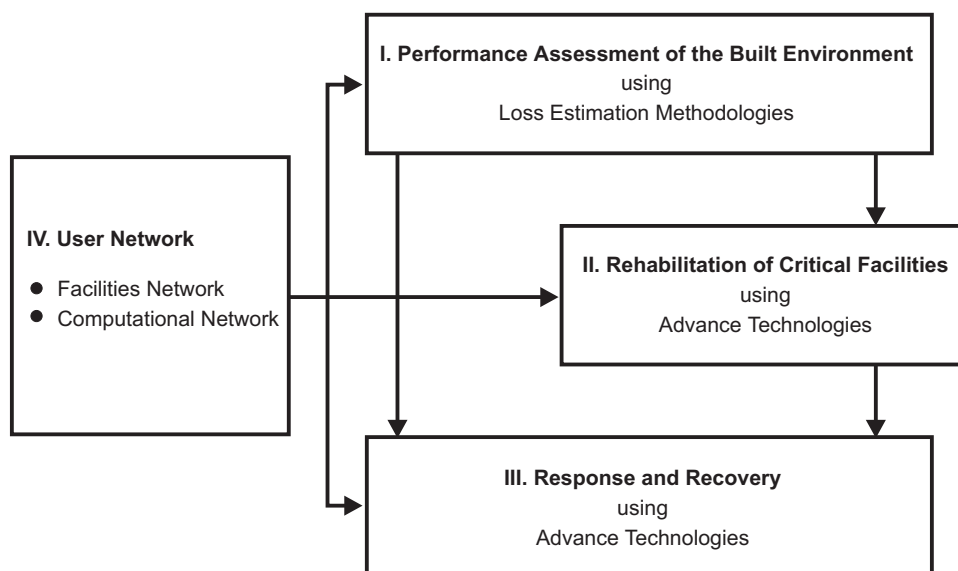 I. Performance Assessment of the Built Environment
using
Loss Estimation Methodologies
IV. User Network
● Facilities Network
● Computational Network
II. Rehabilitation of Critical Facilities
using
Advance Technologies
III. Response and Recovery
using
Advance Technologies